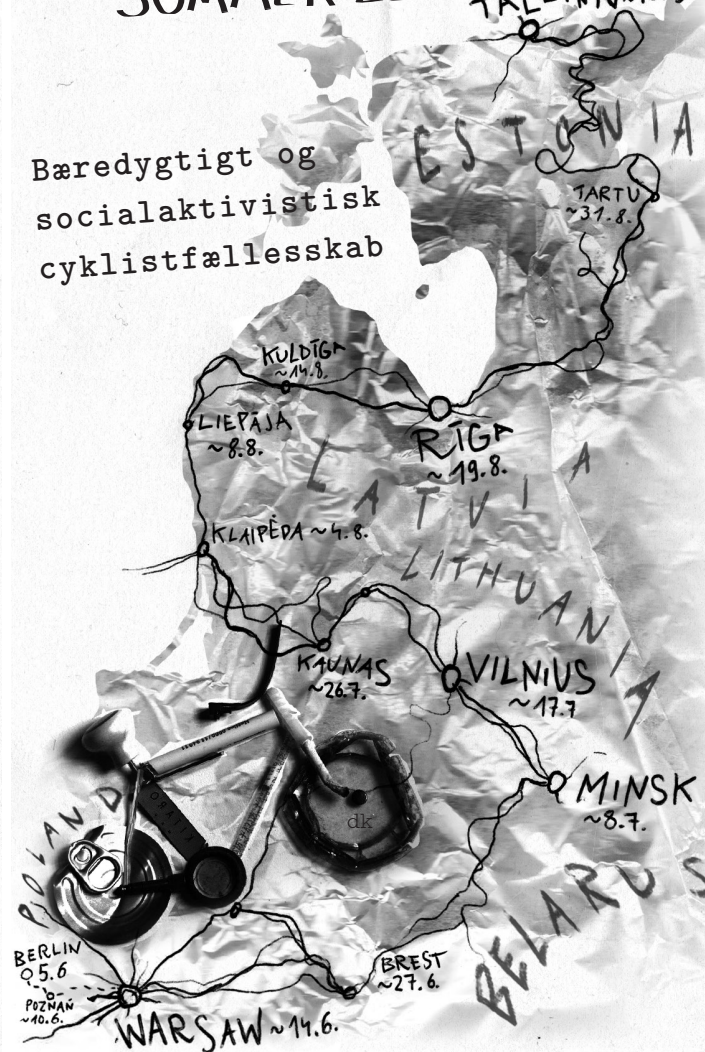 Bæredygtigt og
socialaktivistisk
cyklistfællesskab
ESTONIA
TARTU
~31.8.
KULDĪGA
~14.8.
LIEPĀJA
~8.8.
RĪGA
~19.8.
LATVIA
KLAIPĖDA ~4.8.
LITHUANIA
KAUNAS
~26.7.
VILNIUS
~17.7
MINSK
~8.7.
POLAND
dk
BELARUS
BERLIN
5.6
POZNAŃ
~10.6.
BREST
~27.6.
WARSAW ~14.6.